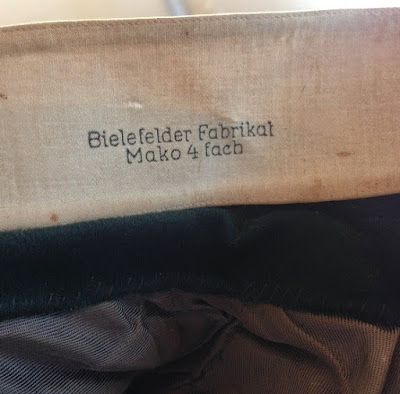 Bielefelder Fabrikat
Mako 4 fach